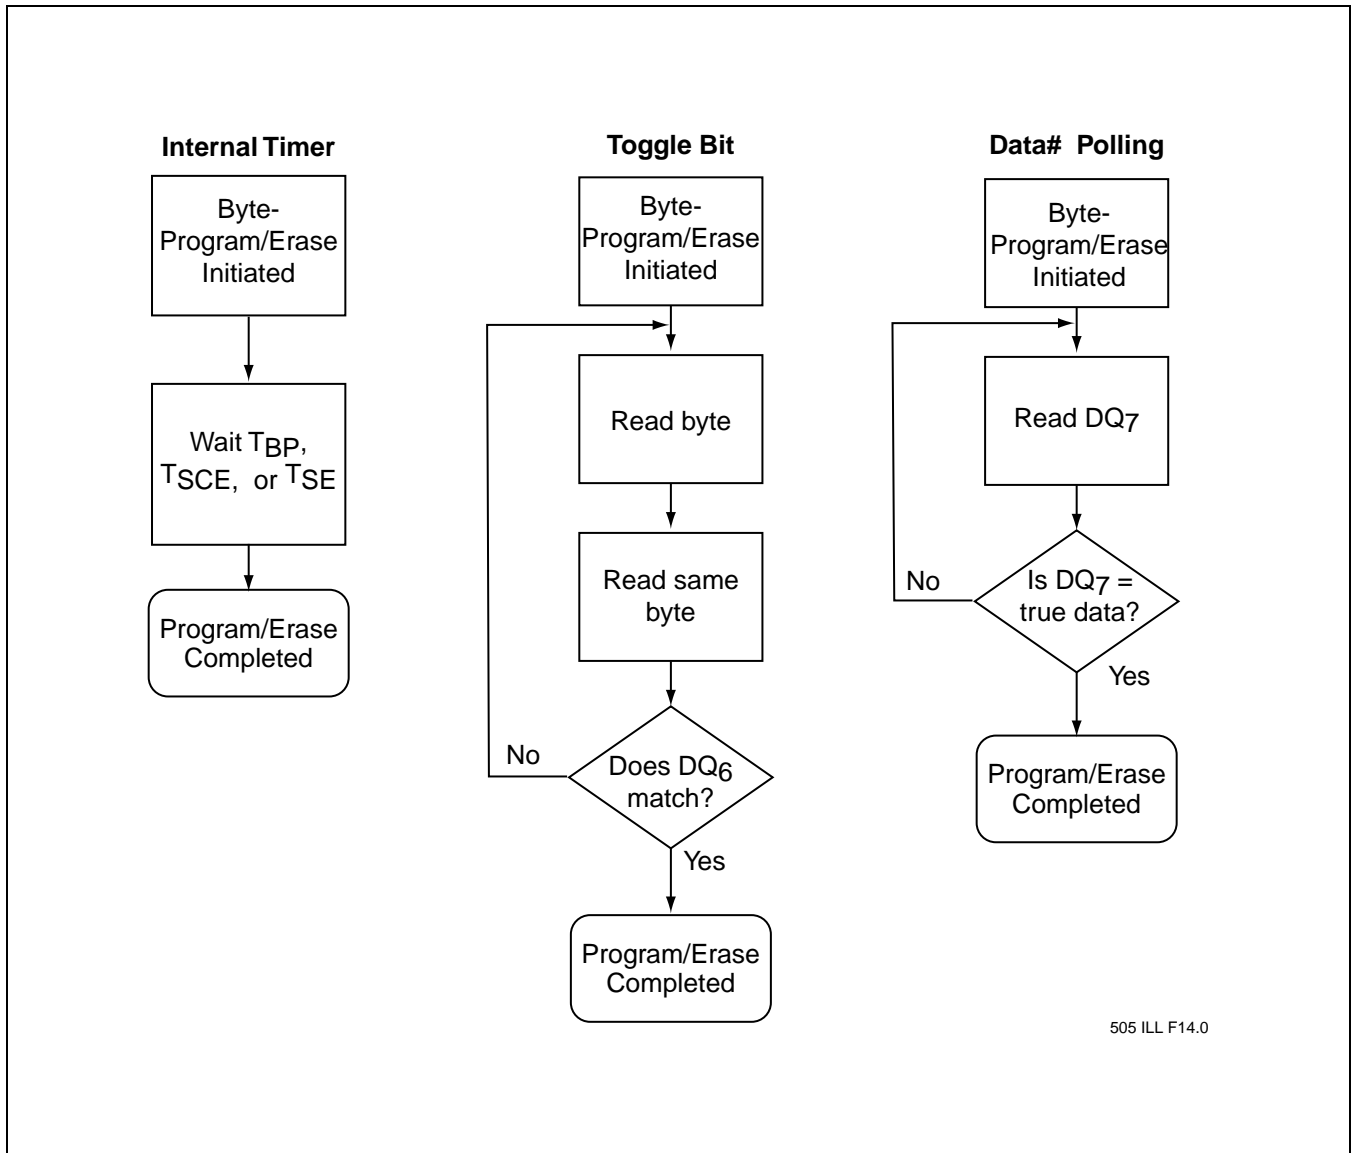 Internal Timer
Byte-
Program/Erase
Initiated
Wait TBP,
TSCE, or TSE
Program/Erase
Completed
Toggle Bit
Byte-
Program/Erase
Initiated
Read byte
Read same
byte
No
Does DQ6
match?
Yes
Program/Erase
Completed
Data# Polling
Byte-
Program/Erase
Initiated
Read DQ7
No
Is DQ7 =
true data?
Yes
Program/Erase
Completed
505 ILL F14.0